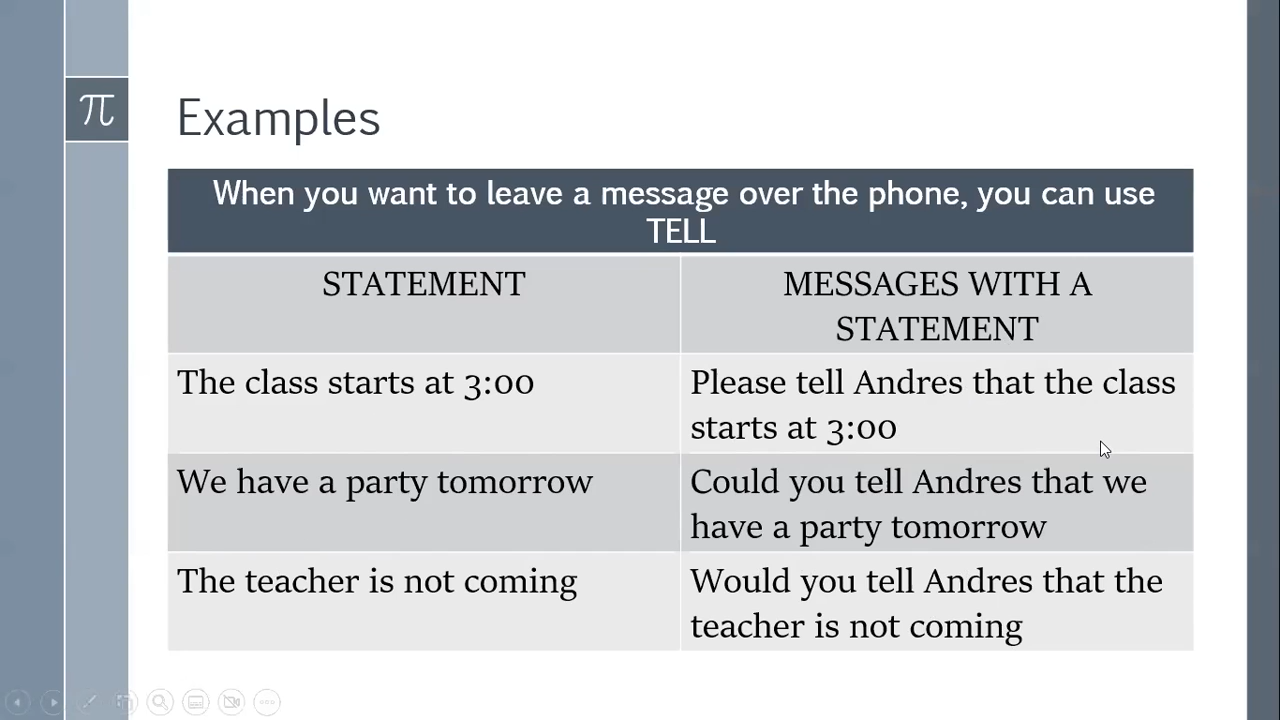 π
Examples
When you want to leave a message over the phone, you can use
TELL
STATEMENT
MESSAGES WITH A
STATEMENT
The class starts at 3:00
Please tell Andres that the class
starts at 3:00
We have a party tomorrow
Could you tell Andres that we
have a party tomorrow
The teacher is not coming
Would you tell Andres that the
teacher is not coming